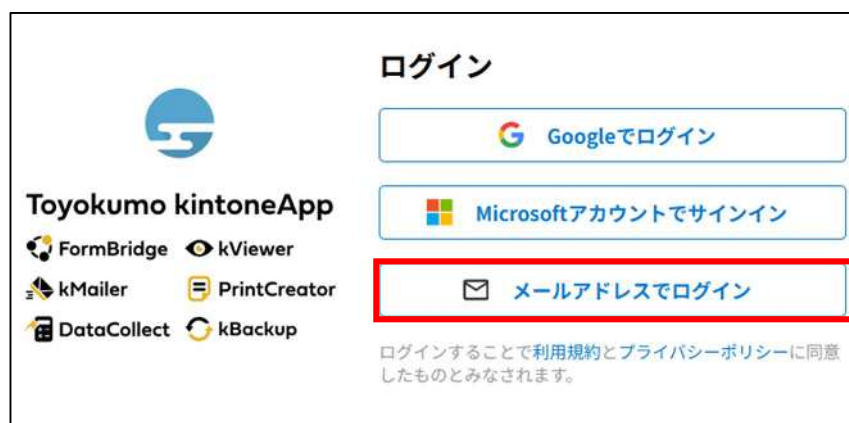 Toyokumo kintoneApp
FormBridge kViewer
kMailer PrintCreator
DataCollect kBackup
ログイン
Googleでログイン
Microsoftアカウントでサインイン
メールアドレスでログイン
ログインすることで利用規約とプライバシーポリシーに同意
したものとみなされます。